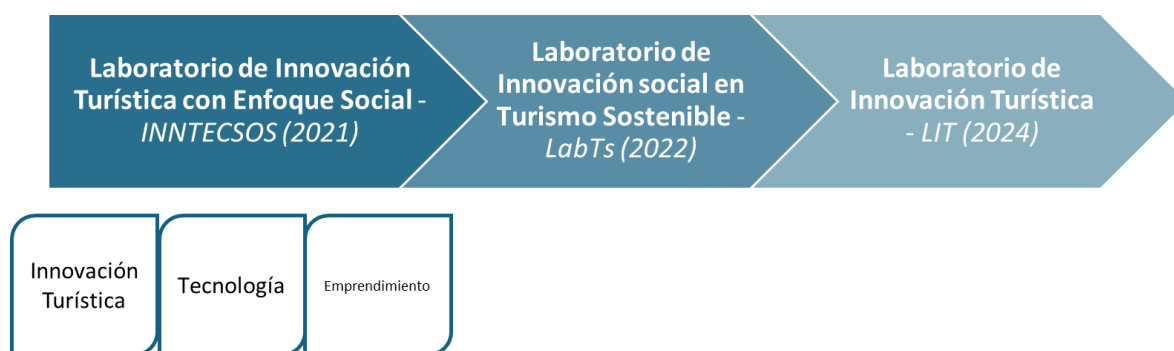 Laboratorio de Innovación
Turística con Enfoque Social -
INNTECSOS (2021)
Laboratorio de
Innovación social en
Turismo Sostenible -
LabTs (2022)
Laboratorio de
Innovación Turística
- LIT (2024)
Innovación
Turística
Tecnología
Emprendimiento